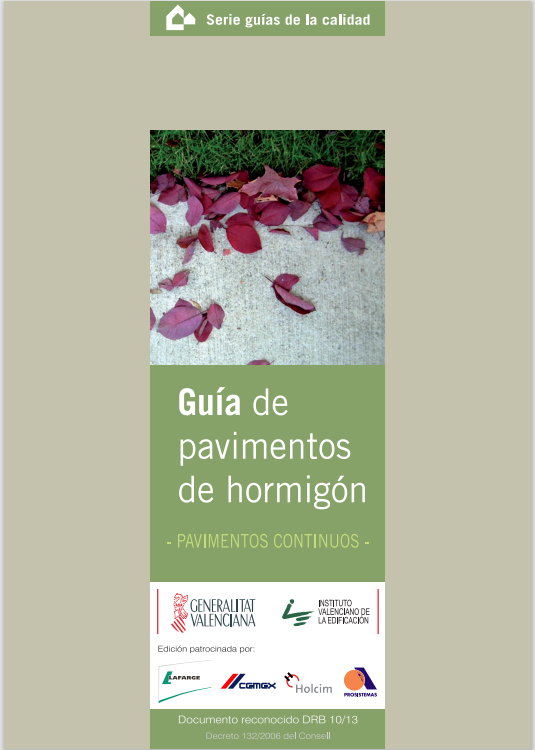 Serie guías de la calidad
Guía de
pavimentos
de hormigón
- PAVIMENTOS CONTINUOS -
GENERALITAT
VALENCIANA
INSTITUTO
VALENCIANO DE
LA EDIFICACIÓN
Edición patrocinada por:
LAFARGE
CEMEX
Holcim
PROSISTEMAS
Documento reconocido DRB 10/13
Decreto 132/2006 del Consell